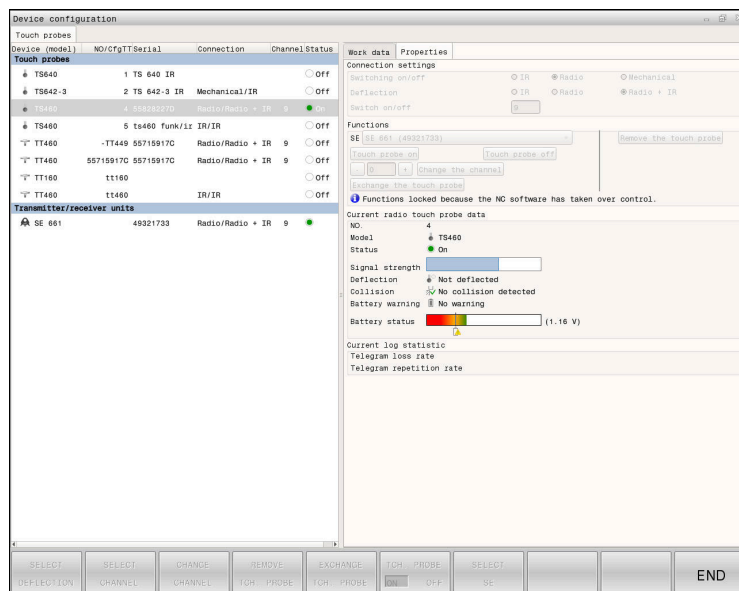 Device configuration
Touch probes
Device (model) NO/CfgTT Serial Connection Channel Status
Touch probes
TS640 1 TS 640 IR Off
TS642-3 2 TS 642-3 IR Mechanical/IR Off
TS460 4 55828227D Radio/Radio + IR 9 On
TS460 5 ts460 funk/ir IR/IR Off
TT460 -TT449 55715917C Radio/Radio + IR 9 Off
TT460 55715917C 55715917C Radio/Radio + IR 9 Off
TT160 tt160 Off
TT460 tt460 IR/IR Off
Transmitter/receiver units
SE 661 49321733 Radio/Radio + IR 9
Work data Properties
Connection settings
Switching on/off IR Radio Mechanical
Deflection IR Radio Radio + IR
Switch on/off
Functions
SE SE 661 (49321733) Remove the touch probe
Touch probe on Touch probe off
- 0 + Change the channel
Exchange the touch probe
Functions locked because the NC software has taken over control.
Current radio touch probe data
NO. 4
Model TS460
Status On
Signal strength
Deflection Not deflected
Collision No collision detected
Battery warning No warning
Battery status (1.16 V)
Current log statistic
Telegram loss rate
Telegram repetition rate
SELECT DEFLECTION
SELECT CHANNEL
CHANGE CHANNEL
REMOVE TCH. PROBE
EXCHANGE TCH. PROBE
TCH. PROBE ON OFF
SELECT SE
END